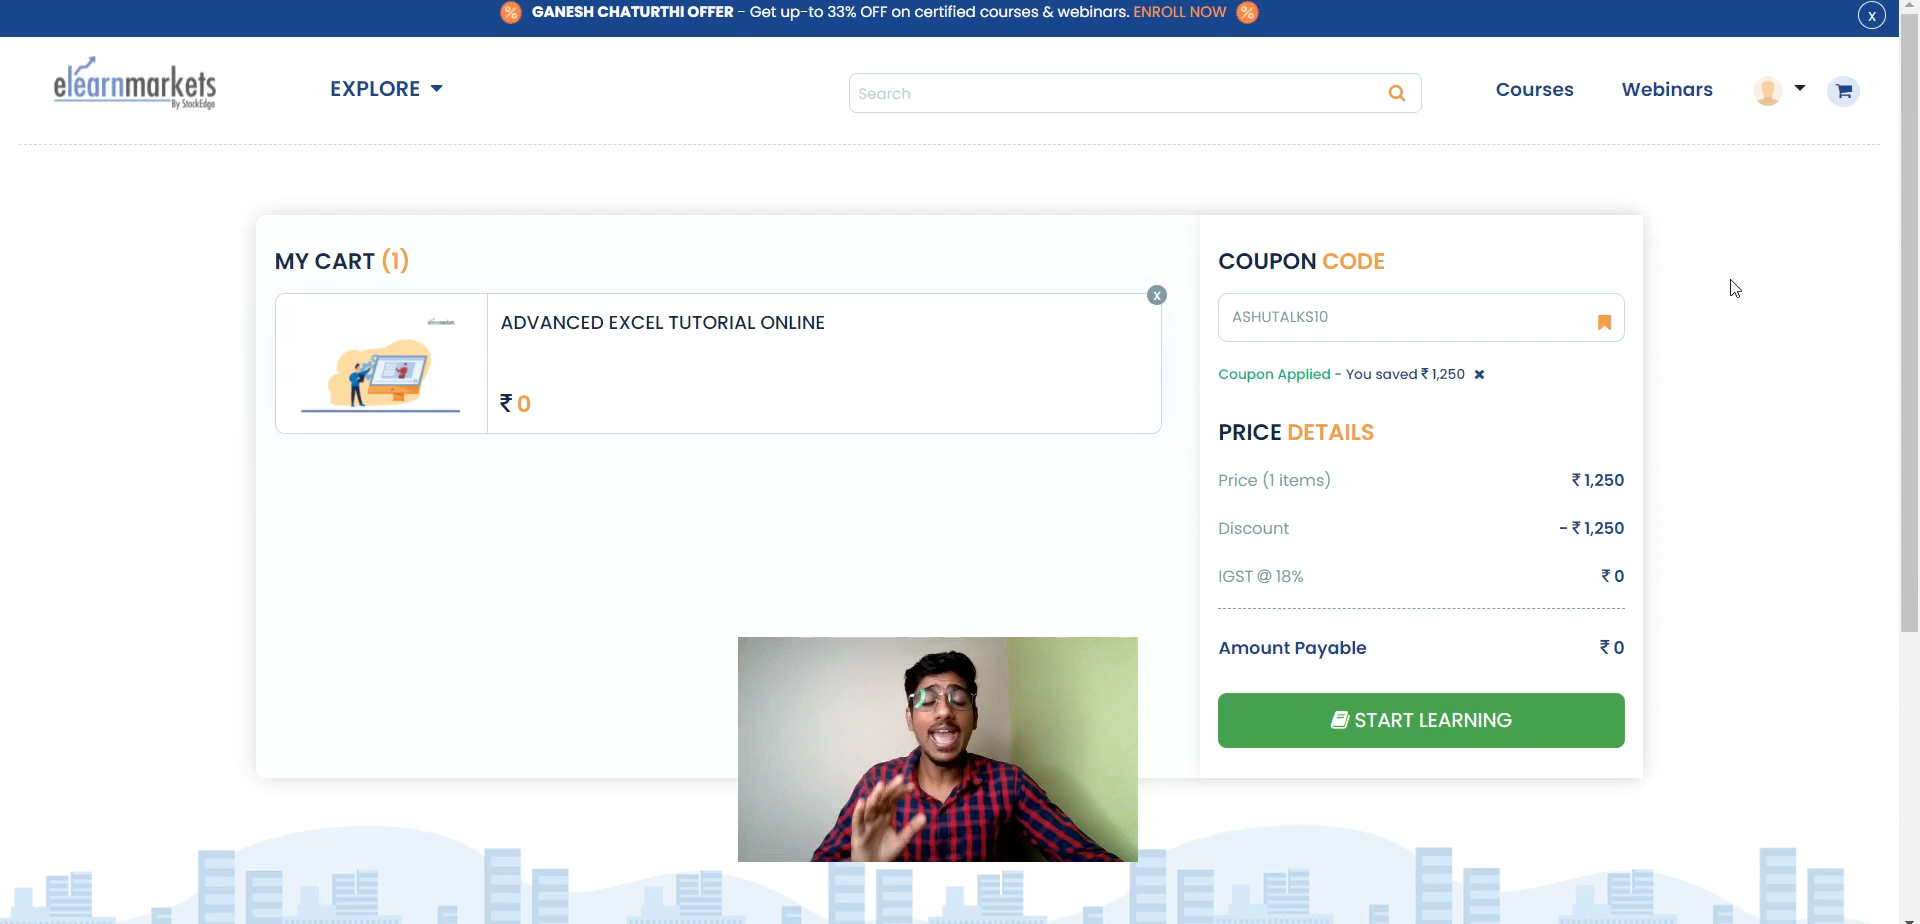 GANESH CHATURTHI OFFER - Get up-to 33% OFF on certified courses & webinars. ENROLL NOW
x
elearnmarkets
By StockEdge
EXPLORE
Search
Courses
Webinars
MY CART (1)
x
elearnmarkets
ADVANCED EXCEL TUTORIAL ONLINE
₹ 0
COUPON CODE
ASHUTALKS10
Coupon Applied - You saved ₹ 1,250 ×
PRICE DETAILS
Price (1 items) ₹ 1,250
Discount - ₹ 1,250
IGST @ 18% ₹ 0
Amount Payable ₹ 0
START LEARNING